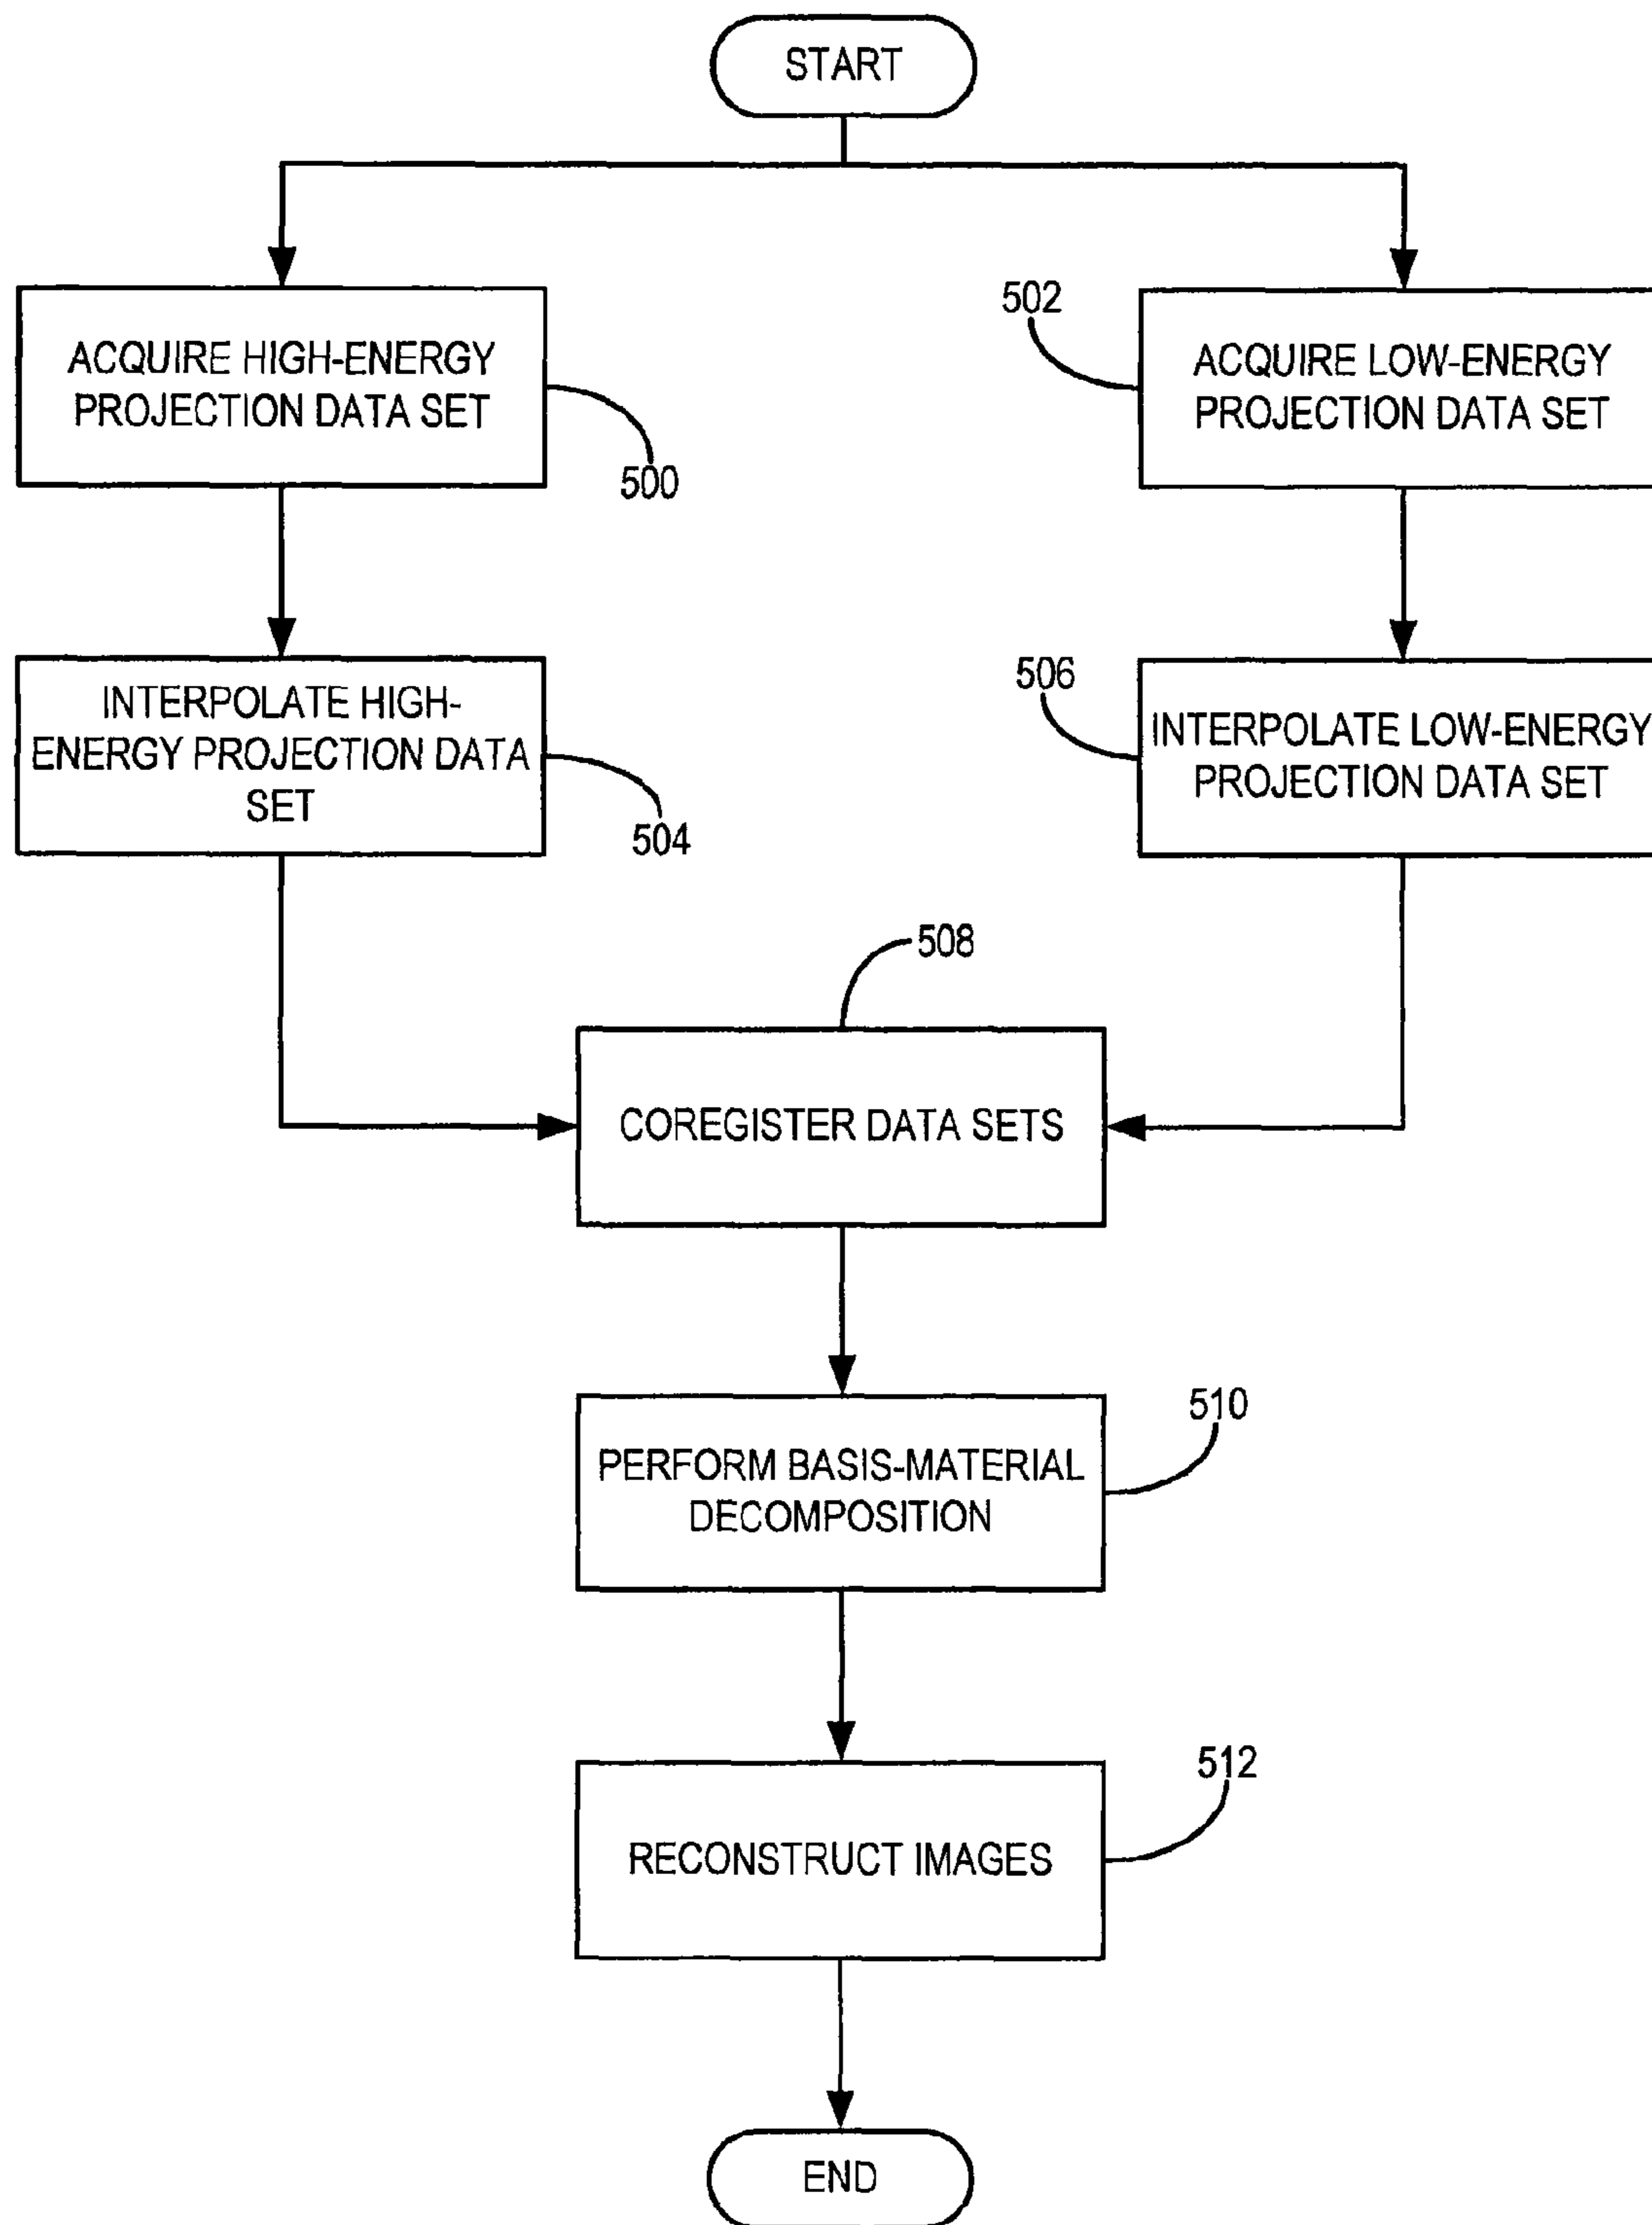 START
ACQUIRE HIGH-ENERGY
PROJECTION DATA SET
500
502
ACQUIRE LOW-ENERGY
PROJECTION DATA SET
INTERPOLATE HIGH-
ENERGY PROJECTION DATA
SET
504
506
INTERPOLATE LOW-ENERGY
PROJECTION DATA SET
508
COREGISTER DATA SETS
510
PERFORM BASIS-MATERIAL
DECOMPOSITION
512
RECONSTRUCT IMAGES
END